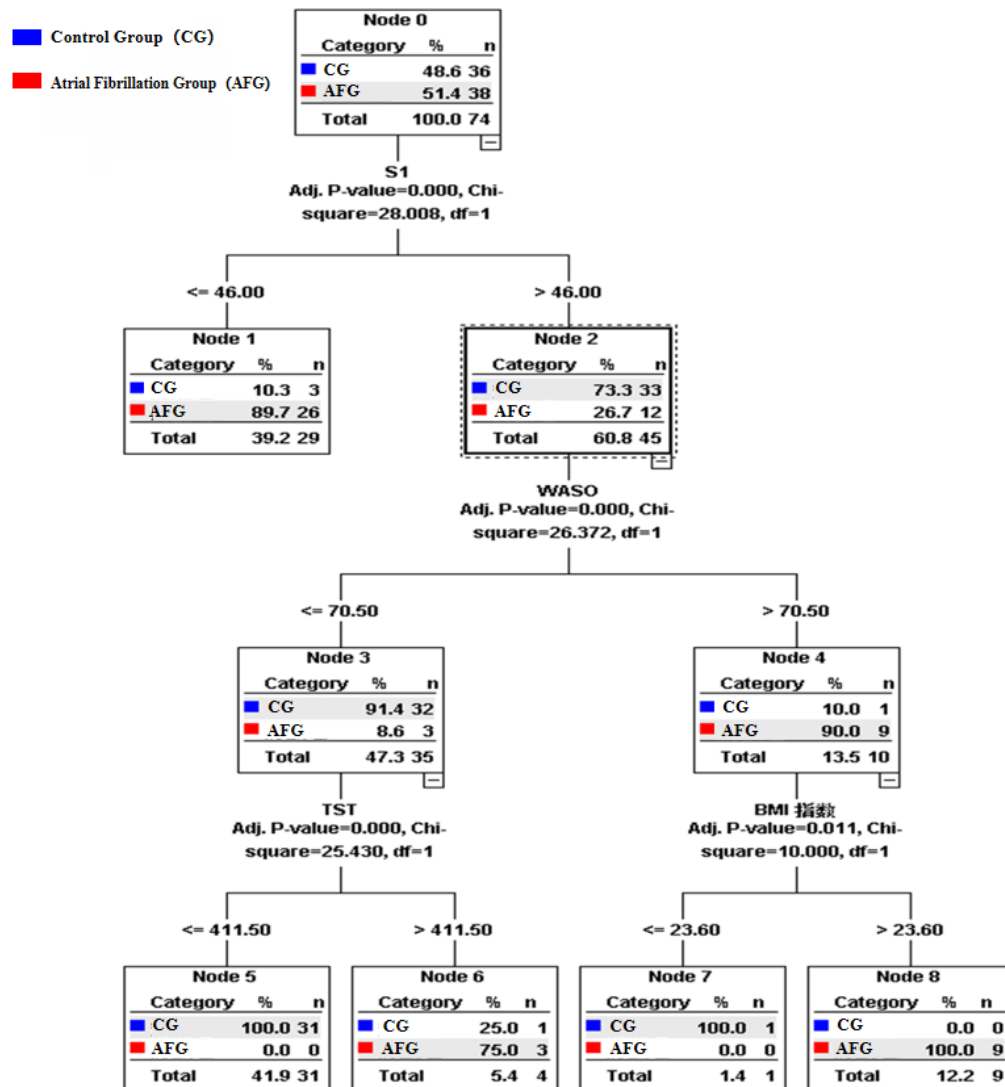 Control Group (CG)
Atrial Fibrillation Group (AFG)
Node 0
Category % n
CG 48.6 36
AFG 51.4 38
Total 100.0 74
S1
Adj. P-value=0.000, Chi-
square=28.008, df=1
<= 46.00
> 46.00
Node 1
Category % n
CG 10.3 3
AFG 89.7 26
Total 39.2 29
Node 2
Category % n
CG 73.3 33
AFG 26.7 12
Total 60.8 45
WASO
Adj. P-value=0.000, Chi-
square=26.372, df=1
<= 70.50
> 70.50
Node 3
Category % n
CG 91.4 32
AFG 8.6 3
Total 47.3 35
Node 4
Category % n
CG 10.0 1
AFG 90.0 9
Total 13.5 10
TST
Adj. P-value=0.000, Chi-
square=25.430, df=1
BMI 指数
Adj. P-value=0.011, Chi-
square=10.000, df=1
<= 411.50
> 411.50
<= 23.60
> 23.60
Node 5
Category % n
CG 100.0 31
AFG 0.0 0
Total 41.9 31
Node 6
Category % n
CG 25.0 1
AFG 75.0 3
Total 5.4 4
Node 7
Category % n
CG 100.0 1
AFG 0.0 0
Total 1.4 1
Node 8
Category % n
CG 0.0 0
AFG 100.0 9
Total 12.2 9